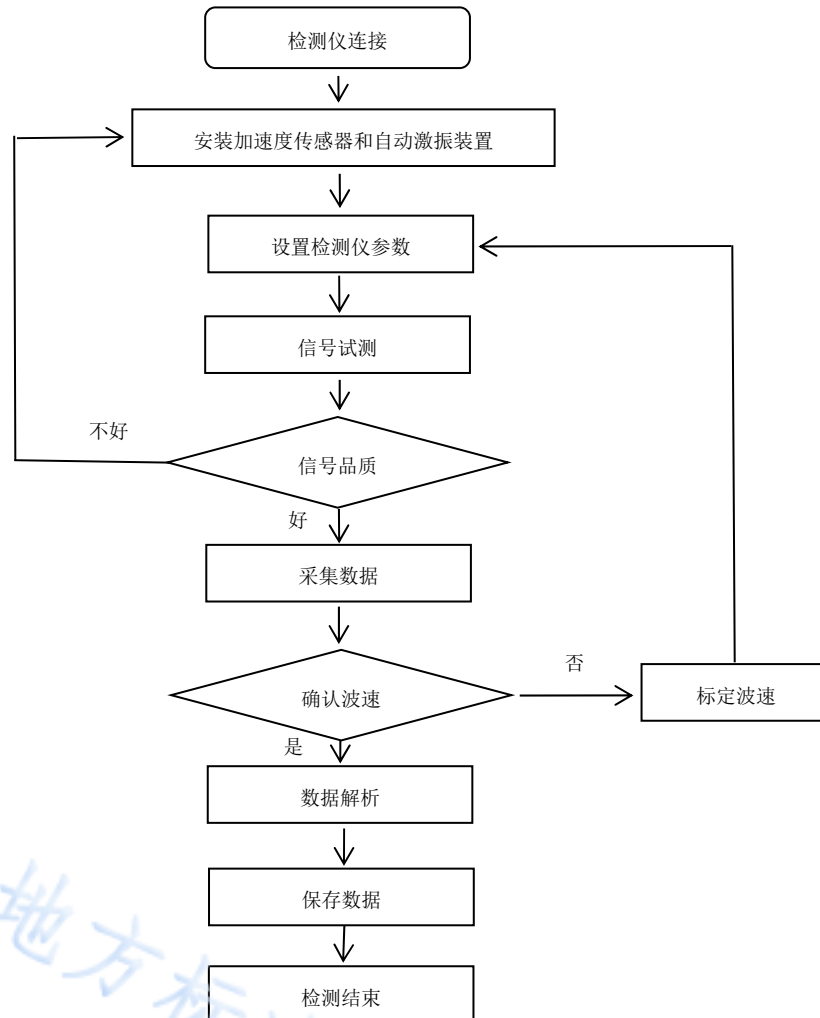 检测仪连接
安装加速度传感器和自动激振装置
设置检测仪参数
信号试测
不好
信号品质
好
采集数据
否
确认波速
标定波速
是
数据解析
保存数据
检测结束
地方标